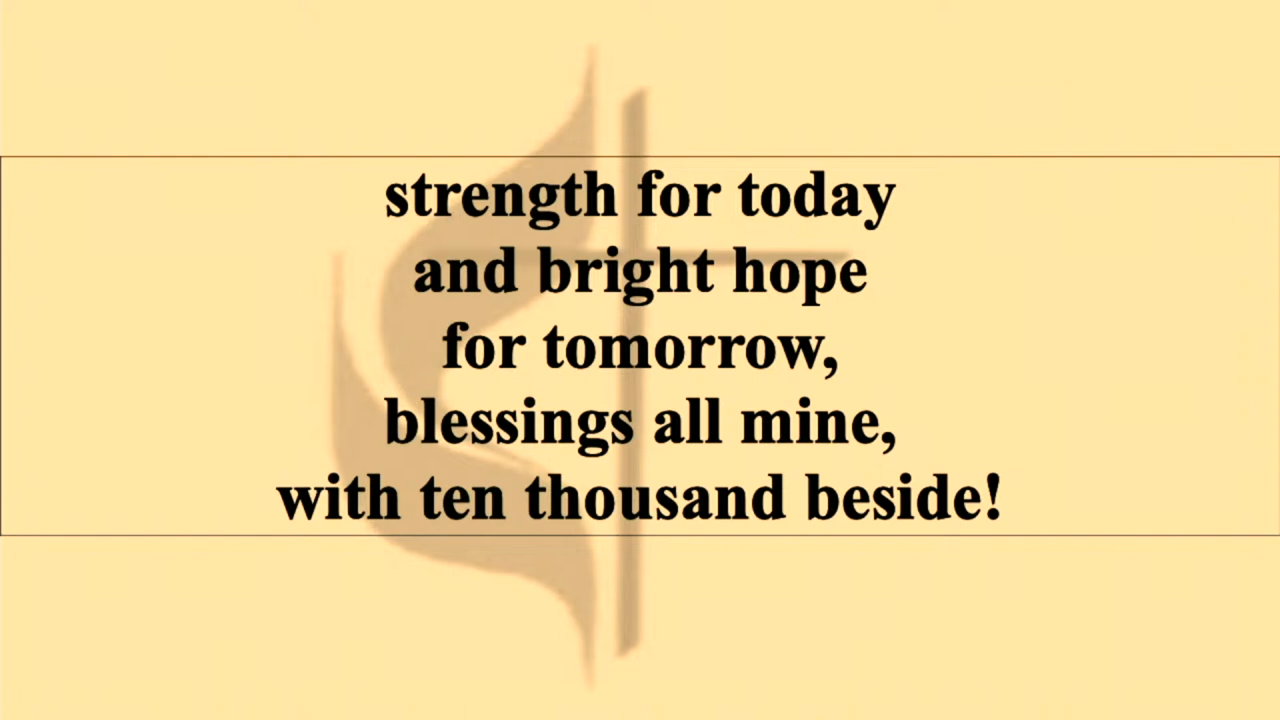 strength for today
and bright hope
for tomorrow,
blessings all mine,
with ten thousand beside!